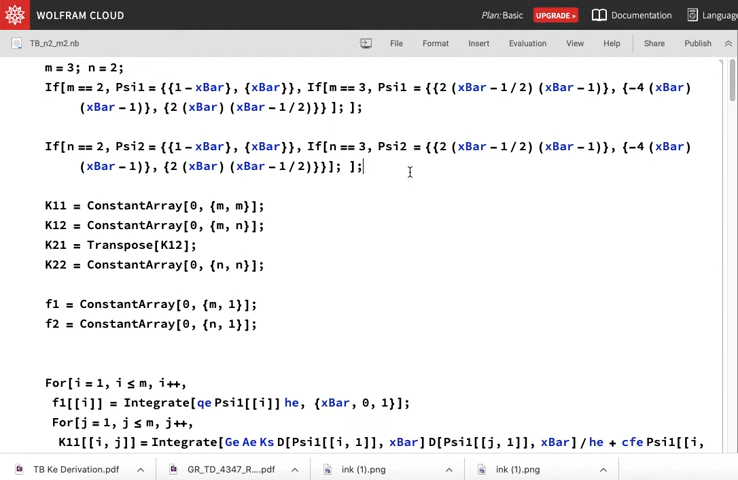 WOLFRAM CLOUD Plan: Basic UPGRADE ▸ Documentation Language
TB_n2_m2.nb File Format Insert Evaluation View Help Share Publish
m = 3; n = 2;
If[m == 2, Psi1 = {{1 - xBar}, {xBar}}, If[m == 3, Psi1 = {{2 (xBar - 1 / 2) (xBar - 1)}, {-4 (xBar)
(xBar - 1)}, {2 (xBar) (xBar - 1 / 2)}} ]; ];
If[n == 2, Psi2 = {{1 - xBar}, {xBar}}, If[n == 3, Psi2 = {{2 (xBar - 1 / 2) (xBar - 1)}, {-4 (xBar)
(xBar - 1)}, {2 (xBar) (xBar - 1 / 2)}}]; ];
K11 = ConstantArray[0, {m, m}];
K12 = ConstantArray[0, {m, n}];
K21 = Transpose[K12];
K22 = ConstantArray[0, {n, n}];
f1 = ConstantArray[0, {m, 1}];
f2 = ConstantArray[0, {n, 1}];
For[i = 1, i ≤ m, i++,
f1[[i]] = Integrate[qe Psi1[[i]] he, {xBar, 0, 1}];
For[j = 1, j ≤ m, j++,
K11[[i, j]] = Integrate[Ge Ae Ks D[Psi1[[i, 1]], xBar] D[Psi1[[j, 1]], xBar] / he + cfe Psi1[[i,
TB Ke Derivation.pdf GR_TD_4347_R....pdf ink (1).png ink (1).png